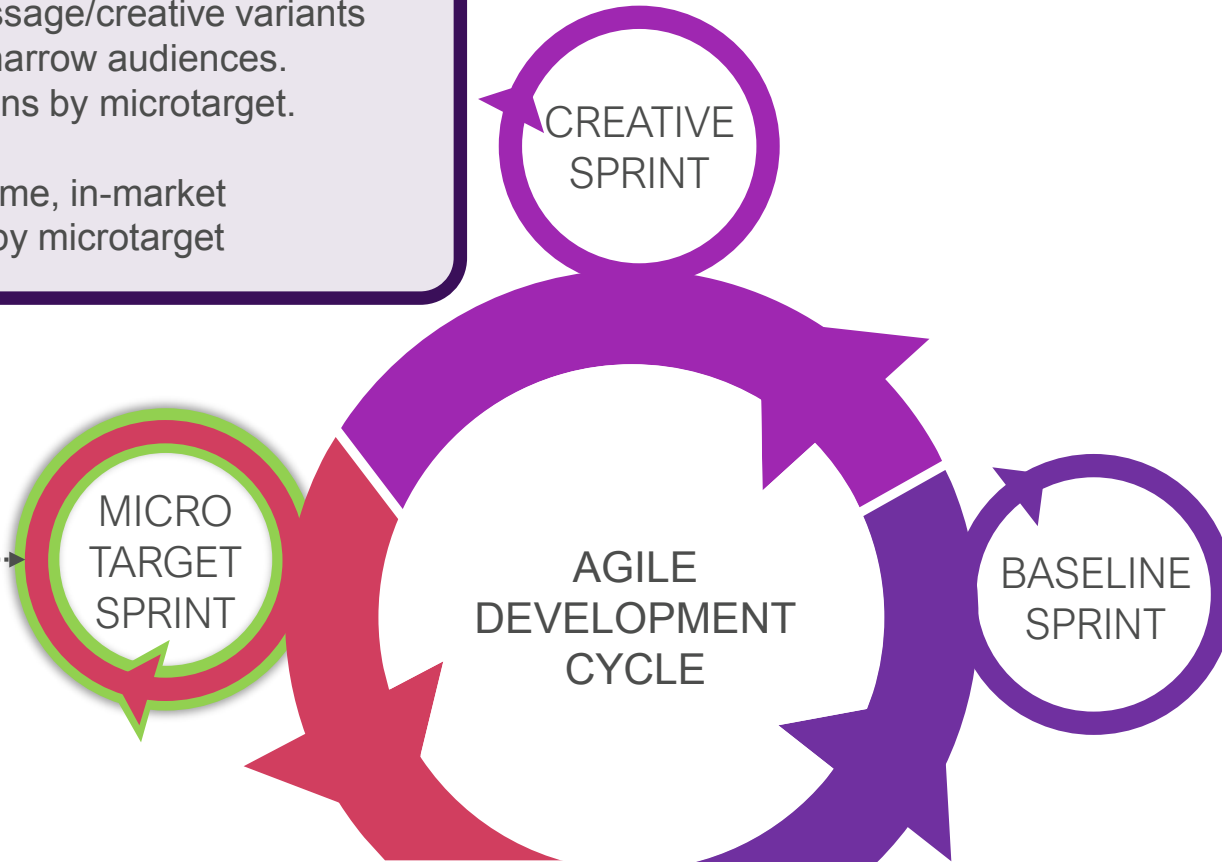 ssage/creative variants
narrow audiences.
ns by microtarget.
me, in-market
by microtarget
CREATIVE
SPRINT
MICRO
TARGET
SPRINT
AGILE
DEVELOPMENT
CYCLE
BASELINE
SPRINT